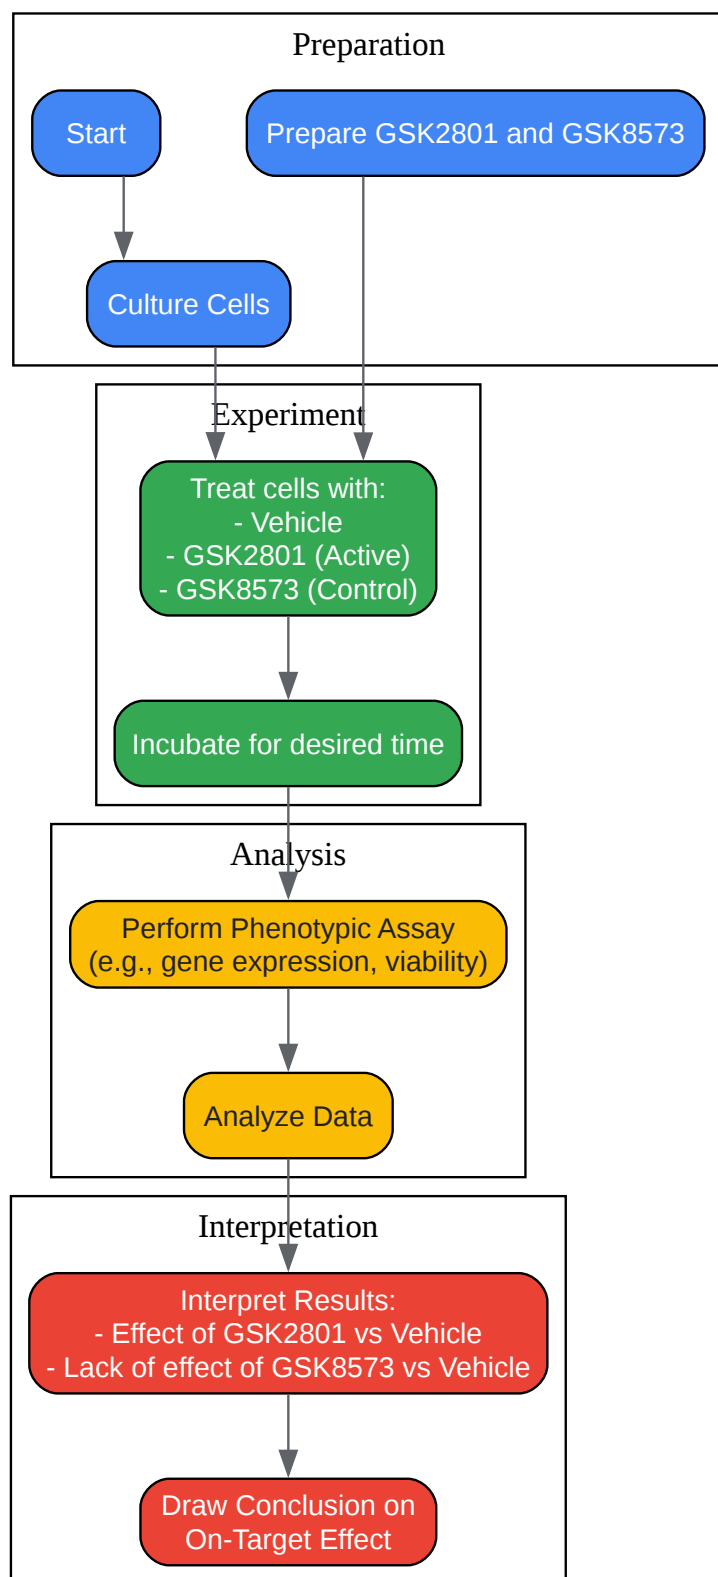 Preparation
Start
Prepare GSK2801 and GSK8573
Culture Cells
Experiment
Treat cells with:
- Vehicle
- GSK2801 (Active)
- GSK8573 (Control)
Incubate for desired time
Analysis
Perform Phenotypic Assay
(e.g., gene expression, viability)
Analyze Data
Interpretation
Interpret Results:
- Effect of GSK2801 vs Vehicle
- Lack of effect of GSK8573 vs Vehicle
Draw Conclusion on
On-Target Effect